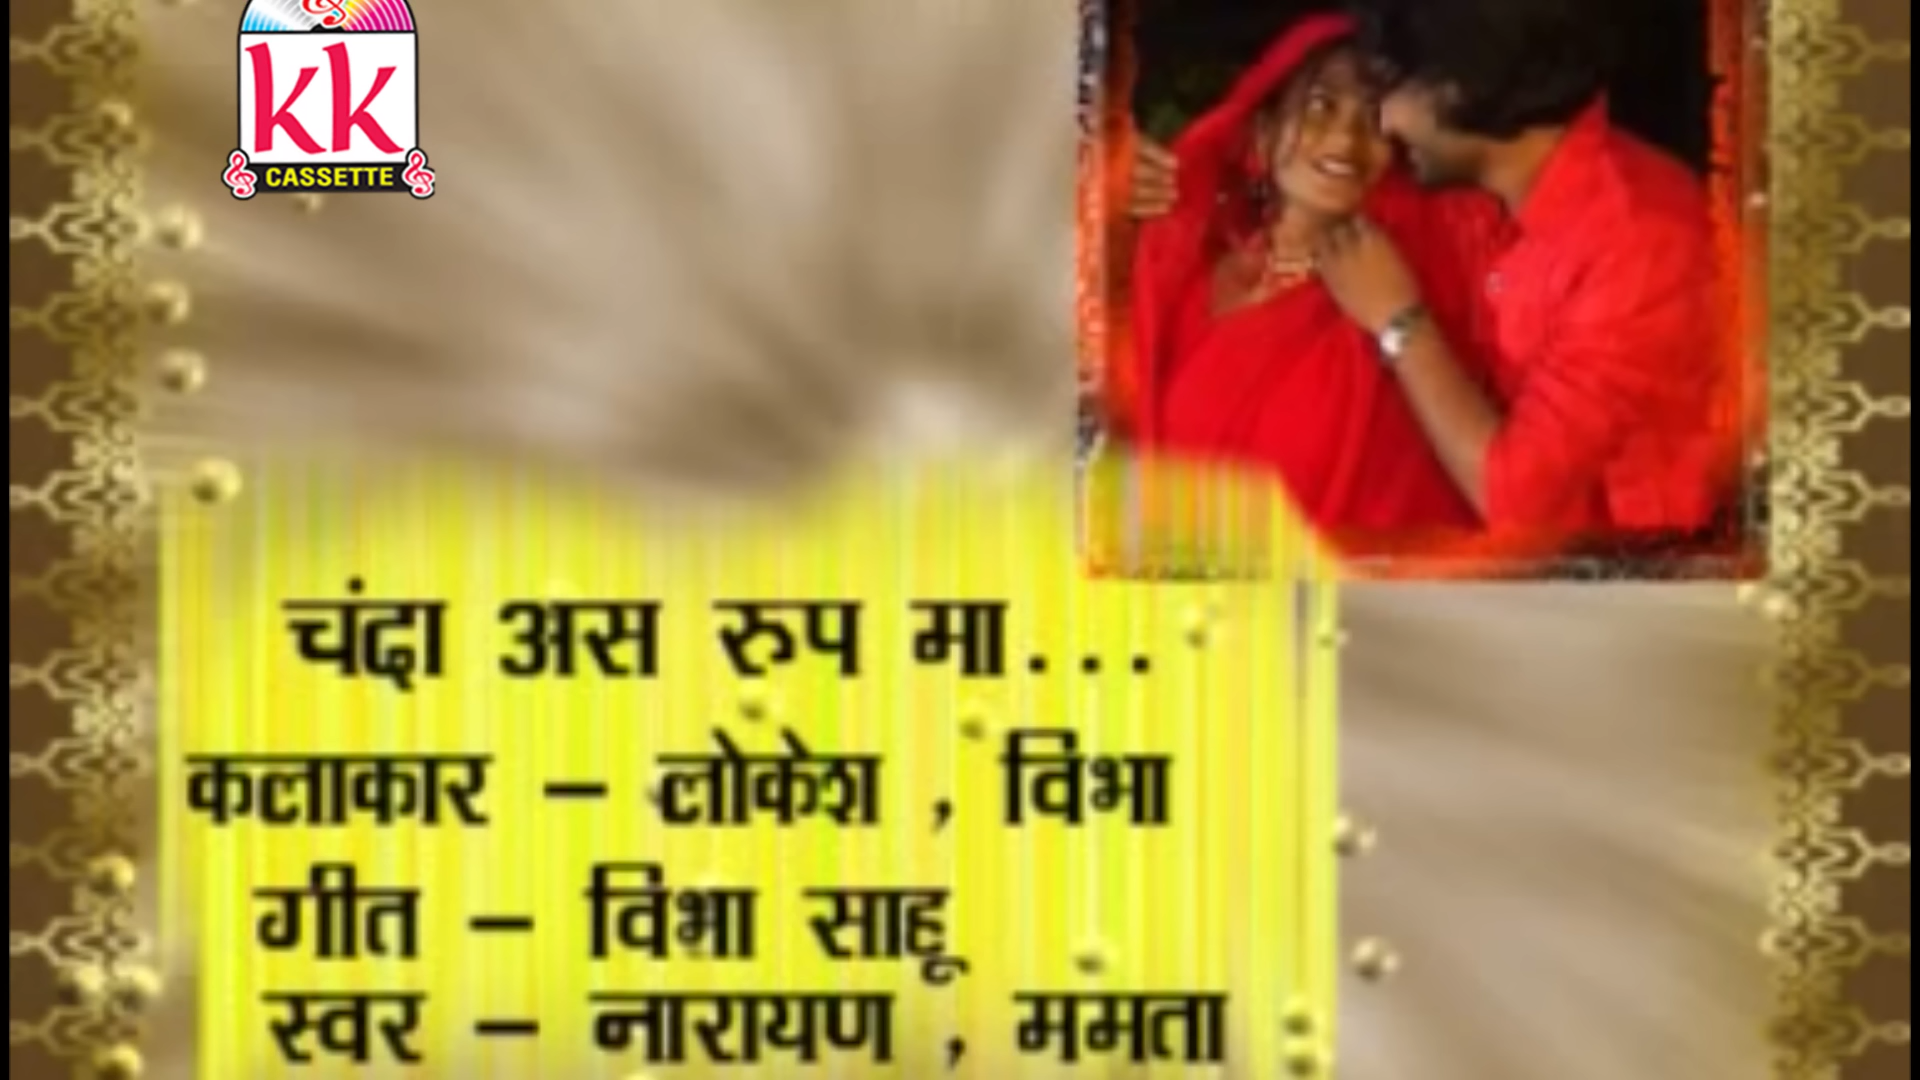 kk
CASSETTE
चंदा अस रुप मा...
कलाकार – लोकेश , विभा
गीत – विभा साहू
स्वर – नारायण , ममता